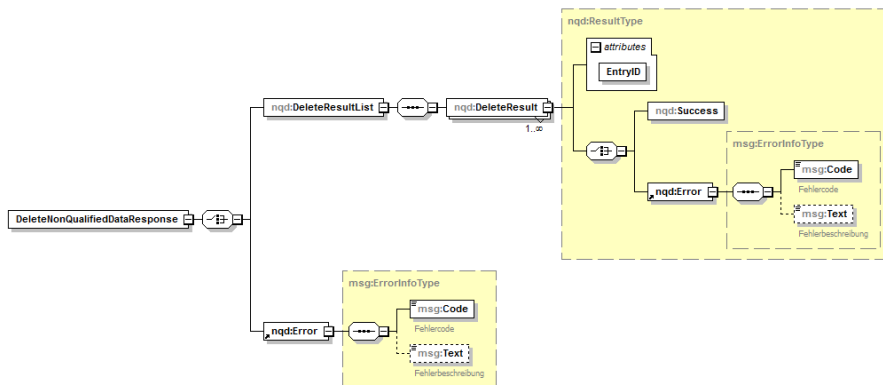 nqd:ResultType
attributes
EntryID
nqd:DeleteResultList
nqd:DeleteResult
1..∞
nqd:Success
msg:ErrorInfoType
msg:Code
Fehlercode
nqd:Error
msg:Text
Fehlerbeschreibung
DeleteNonQualifiedDataResponse
msg:ErrorInfoType
msg:Code
Fehlercode
nqd:Error
msg:Text
Fehlerbeschreibung